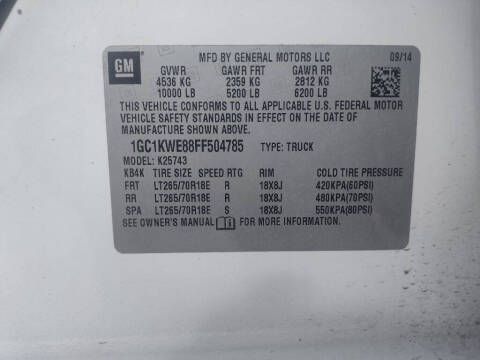 GM MFD BY GENERAL MOTORS LLC 09/14
GVWR GAWR FRT GAWR RR
4536 KG 2359 KG 2812 KG
10000 LB 5200 LB 6200 LB
THIS VEHICLE CONFORMS TO ALL APPLICABLE U.S. FEDERAL MOTOR
VEHICLE SAFETY STANDARDS IN EFFECT ON THE DATE OF
MANUFACTURE SHOWN ABOVE.
1GC1KWE88FF504785 TYPE: TRUCK
MODEL: K25743
KB4K TIRE SIZE SPEED RTG RIM COLD TIRE PRESSURE
FRT LT265/70R18E R 18X8J 420KPA(60PSI)
RR LT265/70R18E R 18X8J 480KPA(70PSI)
SPA LT265/70R18E S 18X8J 550KPA(80PSI)
SEE OWNER'S MANUAL FOR MORE INFORMATION.